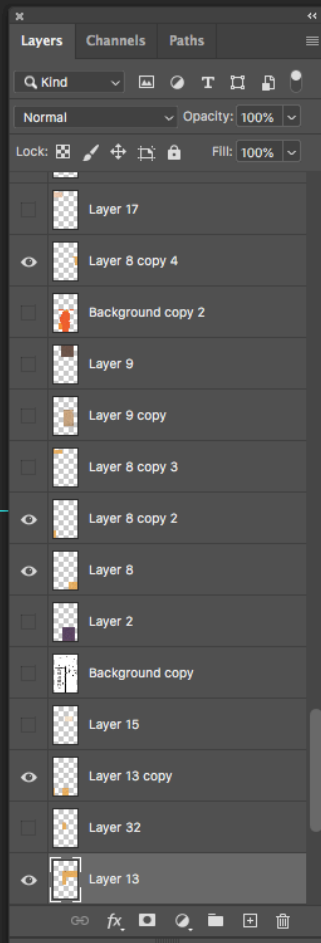 Layers Channels Paths
Kind
Normal Opacity: 100%
Lock: Fill: 100%
Layer 17
Layer 8 copy 4
Background copy 2
Layer 9
Layer 9 copy
Layer 8 copy 3
Layer 8 copy 2
Layer 8
Layer 2
Background copy
Layer 15
Layer 13 copy
Layer 32
Layer 13
fx